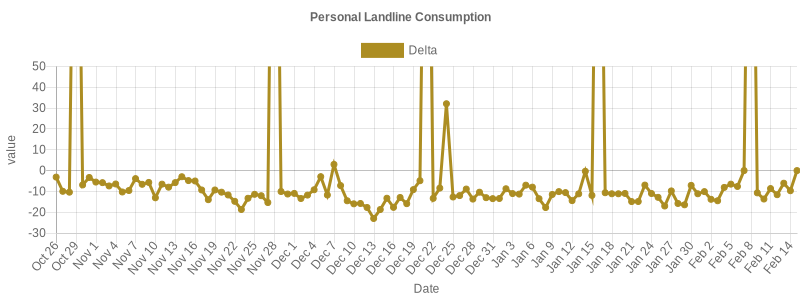 Personal Landline Consumption
Delta
value
50
40
30
20
10
0
-10
-20
-30
Oct 26
Oct 29
Nov 1
Nov 4
Nov 7
Nov 10
Nov 13
Nov 16
Nov 19
Nov 22
Nov 25
Nov 28
Dec 1
Dec 4
Dec 7
Dec 10
Dec 13
Dec 16
Dec 19
Dec 22
Dec 25
Dec 28
Dec 31
Jan 3
Jan 6
Jan 9
Jan 12
Jan 15
Jan 18
Jan 21
Jan 24
Jan 27
Jan 30
Feb 2
Feb 5
Feb 8
Feb 11
Feb 14
Date